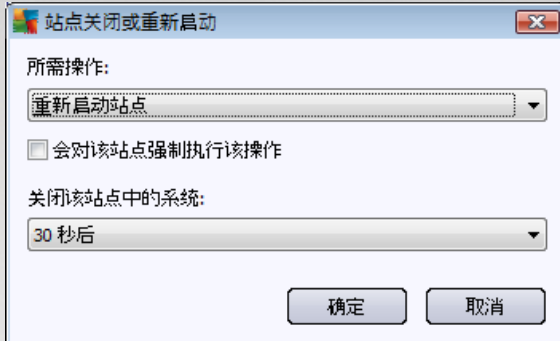 站点关闭或重新启动
所需操作:
重新启动站点
会对该站点强制执行该操作
关闭该站点中的系统:
30 秒后
确定
取消